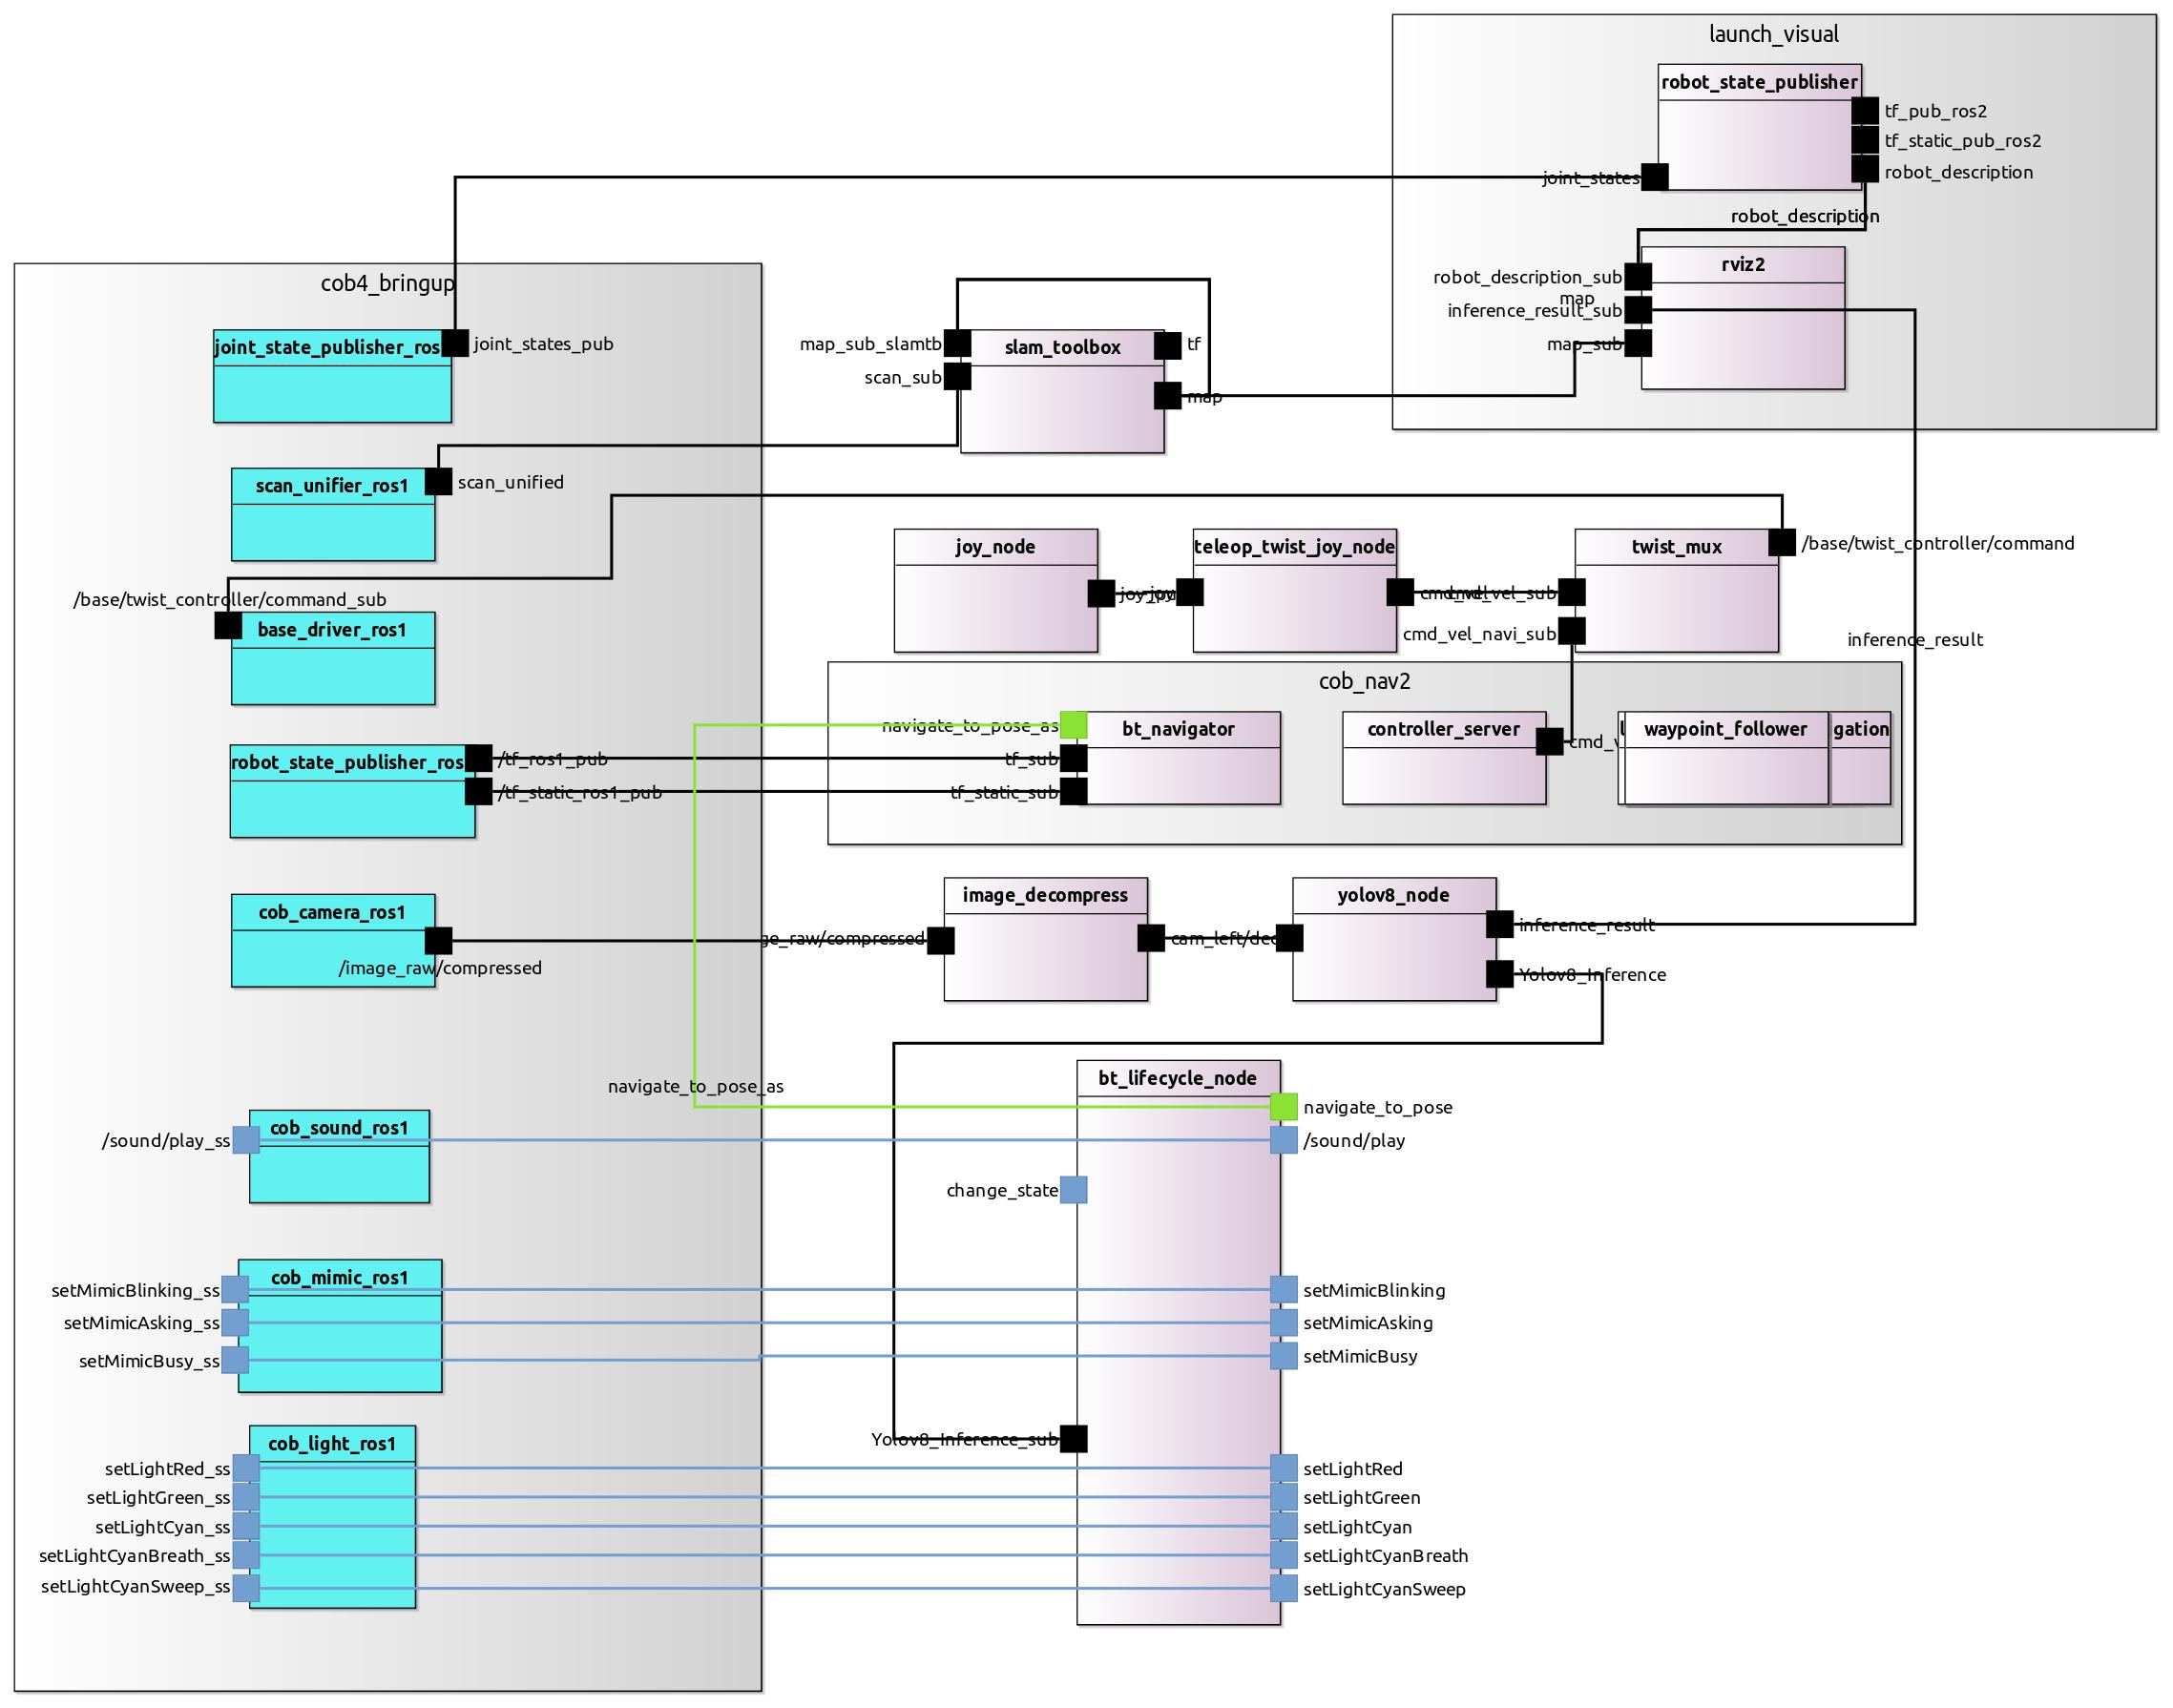 launch_visual
robot_state_publisher
tf_pub_ros2
tf_static_pub_ros2
robot_description
joint_states
robot_description
rviz2
robot_description_sub
map
inference_result_sub
map_sub
cob4_bringup
joint_state_publisher_ros
joint_states_pub
map_sub_slamtb
scan_sub
slam_toolbox
tf
map
scan_unifier_ros1
scan_unified
joy_node
teleop_twist_joy_node
joy
twist_mux
/base/twist_controller/command
cmd_vel_sub
cmd_vel_navi_sub
/base/twist_controller/command_sub
base_driver_ros1
inference_result
cob_nav2
navigate_to_pose_as
bt_navigator
tf_sub
tf_static_sub
controller_server
cmd_v
waypoint_follower
gation
robot_state_publisher_ros
/tf_ros1_pub
/tf_static_ros1_pub
cob_camera_ros1
/image_raw/compressed
ge_raw/compressed
image_decompress
cam_left/dec
yolov8_node
inference_result
Yolov8_Inference
navigate_to_pose_as
bt_lifecycle_node
navigate_to_pose
/sound/play_ss
cob_sound_ros1
/sound/play
change_state
cob_mimic_ros1
setMimicBlinking_ss
setMimicBlinking
setMimicAsking_ss
setMimicAsking
setMimicBusy_ss
setMimicBusy
Yolov8_Inference_sub
cob_light_ros1
setLightRed_ss
setLightRed
setLightGreen_ss
setLightGreen
setLightCyan_ss
setLightCyan
setLightCyanBreath_ss
setLightCyanBreath
setLightCyanSweep_ss
setLightCyanSweep